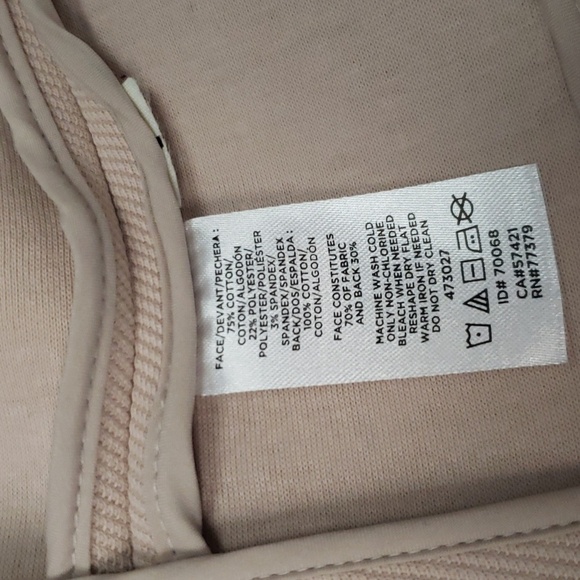 FACE/DEVANT/PECHERA :
75% COTTON/
COTON/ALGODÓN
22% POLYESTER/
POLYESTER/POLIÉSTER
3% SPANDEX/
SPANDEX/SPANDEX
BACK/DOS/ESPALDA :
100% COTTON/
COTON/ALGODÓN
FACE CONSTITUTES
70% OF FABRIC
AND BACK 30%
MACHINE WASH COLD
ONLY NON-CHLORINE
BLEACH WHEN NEEDED
RESHAPE DRY FLAT
WARM IRON IF NEEDED
DO NOT DRY CLEAN
473027
ID# 70068
CA#57421
RN#77379